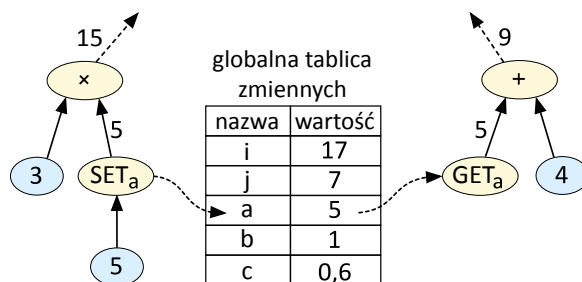 15
9
×
globalna tablica
zmiennych
+
nazwa wartość
5
5
i 17
3
SETa
j 7
GETa
4
a 5
b 1
5
c 0,6